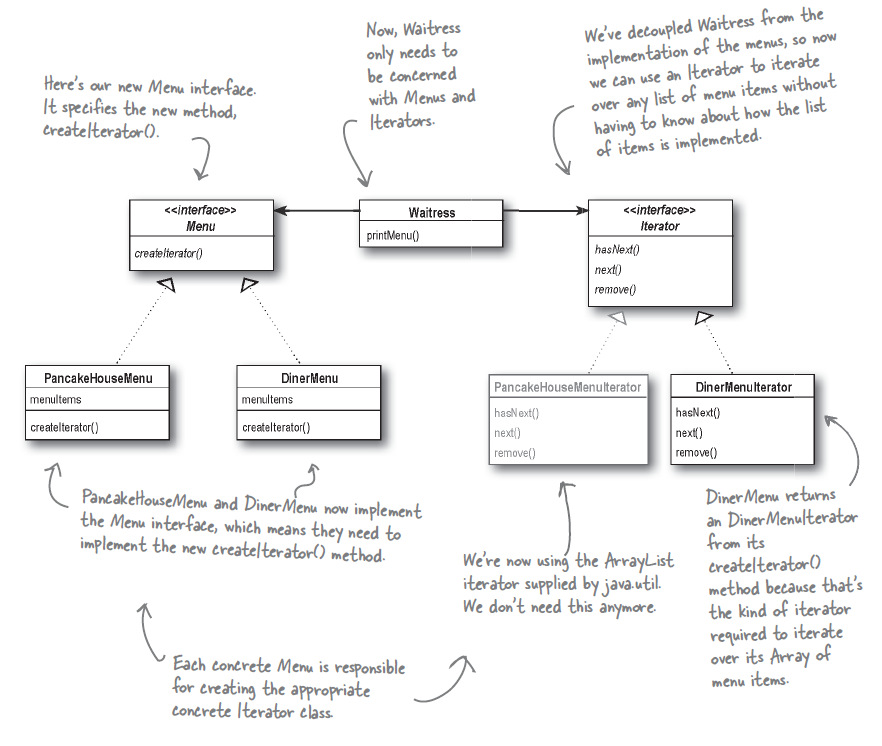 Here's our new Menu interface.
It specifies the new method,
createIterator().
Now, Waitress
only needs to
be concerned
with Menus and
Iterators.
We've decoupled Waitress from the
implementation of the menus, so now
we can use an Iterator to iterate
over any list of menu items without
having to know about how the list
of items is implemented.
<<interface>>
Menu
createIterator()
Waitress
printMenu()
<<interface>>
Iterator
hasNext()
next()
remove()
PancakeHouseMenu
menuItems
createIterator()
DinerMenu
menuItems
createIterator()
PancakeHouseMenuIterator
hasNext()
next()
remove()
DinerMenuIterator
hasNext()
next()
remove()
PancakeHouseMenu and DinerMenu now implement
the Menu interface, which means they need to
implement the new createIterator() method.
We're now using the ArrayList
iterator supplied by java.util.
We don't need this anymore.
DinerMenu returns
an DinerMenuIterator
from its
createIterator()
method because that's
the kind of iterator
required to iterate
over its Array of
menu items.
Each concrete Menu is responsible
for creating the appropriate
concrete Iterator class.